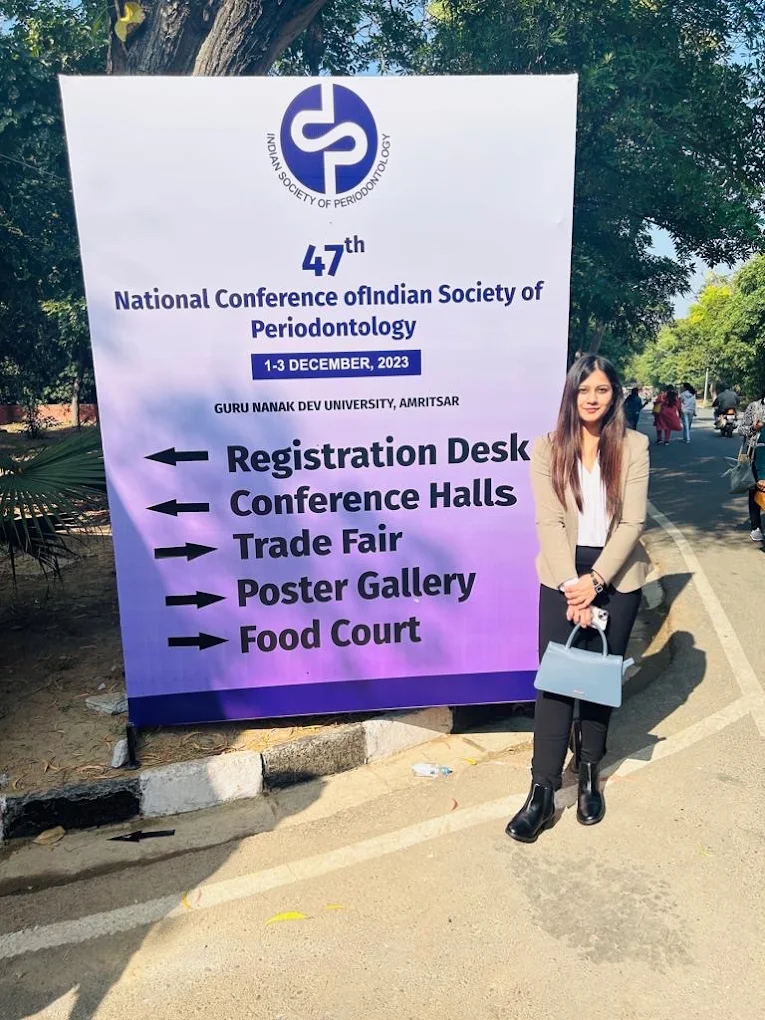 INDIAN SOCIETY OF PERIODONTOLOGY
47th
National Conference ofIndian Society of
Periodontology
1-3 DECEMBER, 2023
GURU NANAK DEV UNIVERSITY, AMRITSAR
Registration Desk
Conference Halls
Trade Fair
Poster Gallery
Food Court